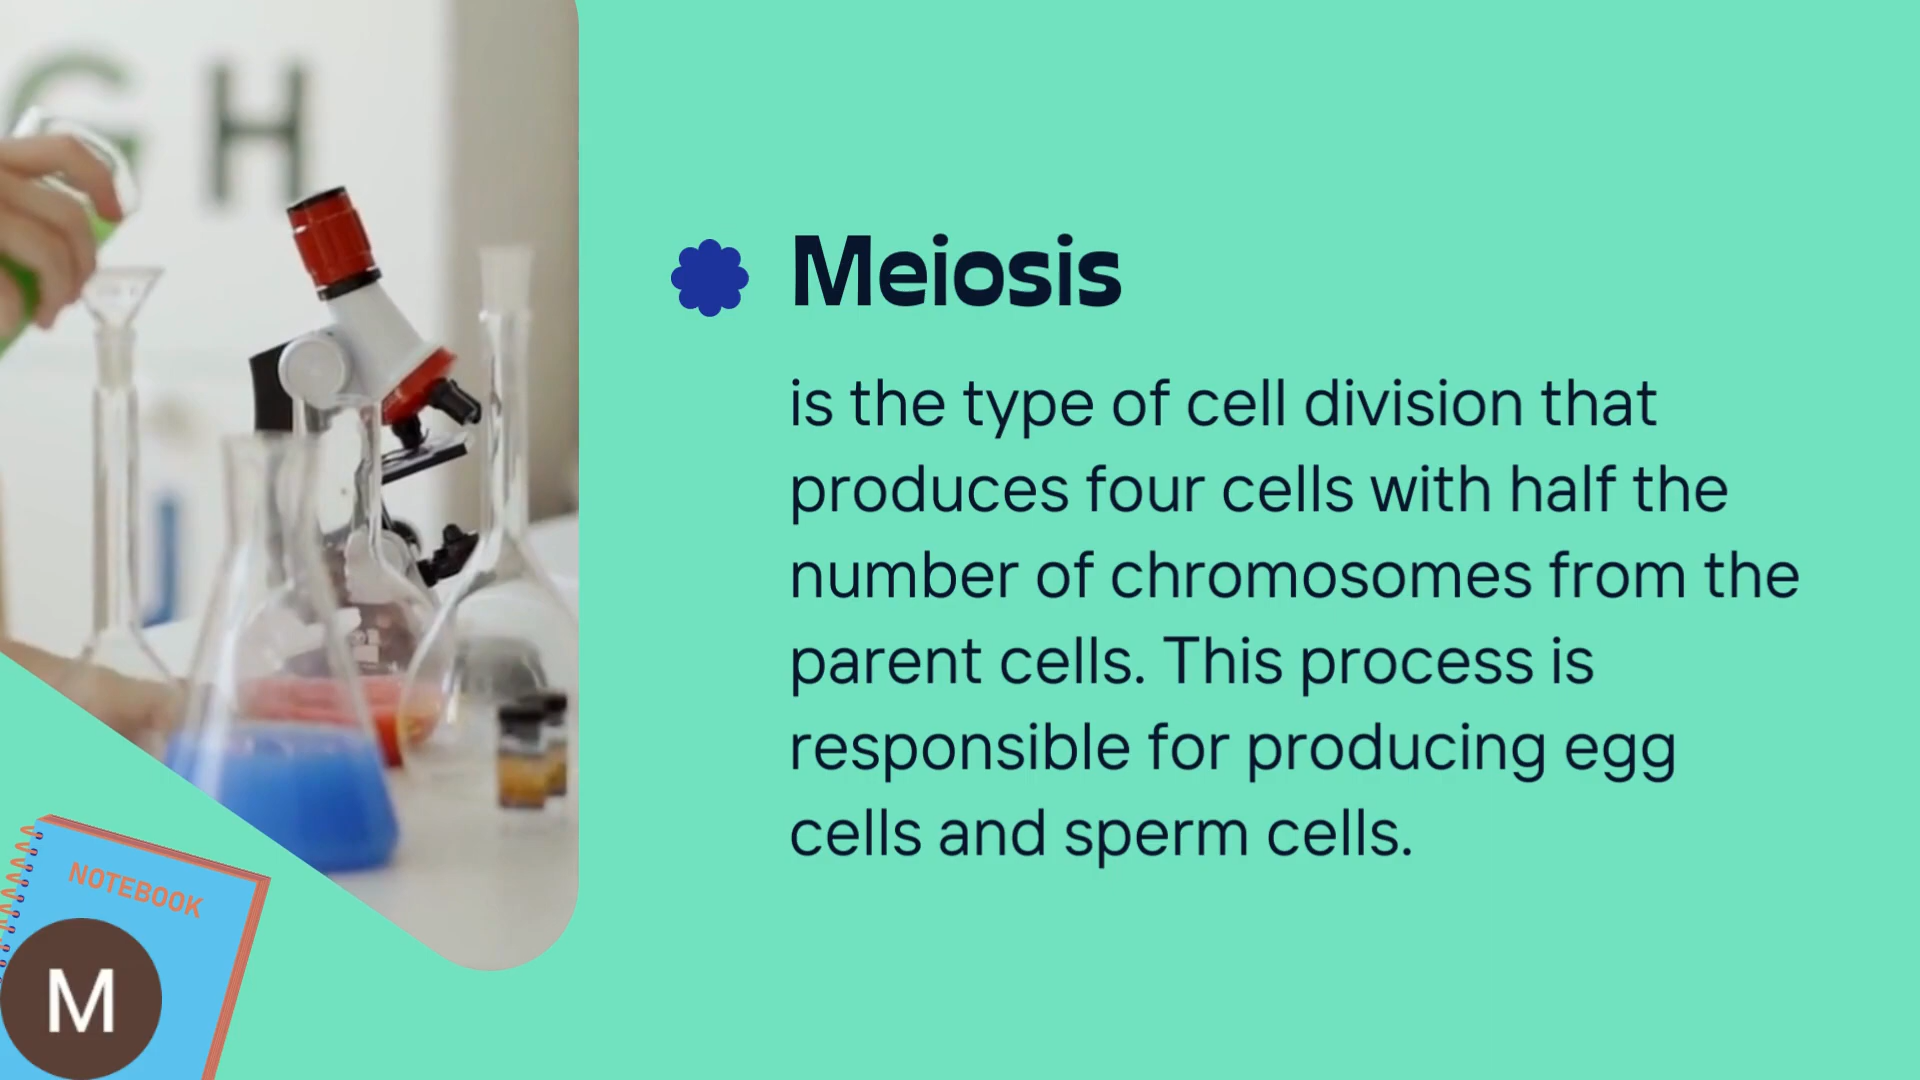 G H
Meiosis
is the type of cell division that
produces four cells with half the
number of chromosomes from the
parent cells. This process is
responsible for producing egg
cells and sperm cells.
NOTEBOOK
M